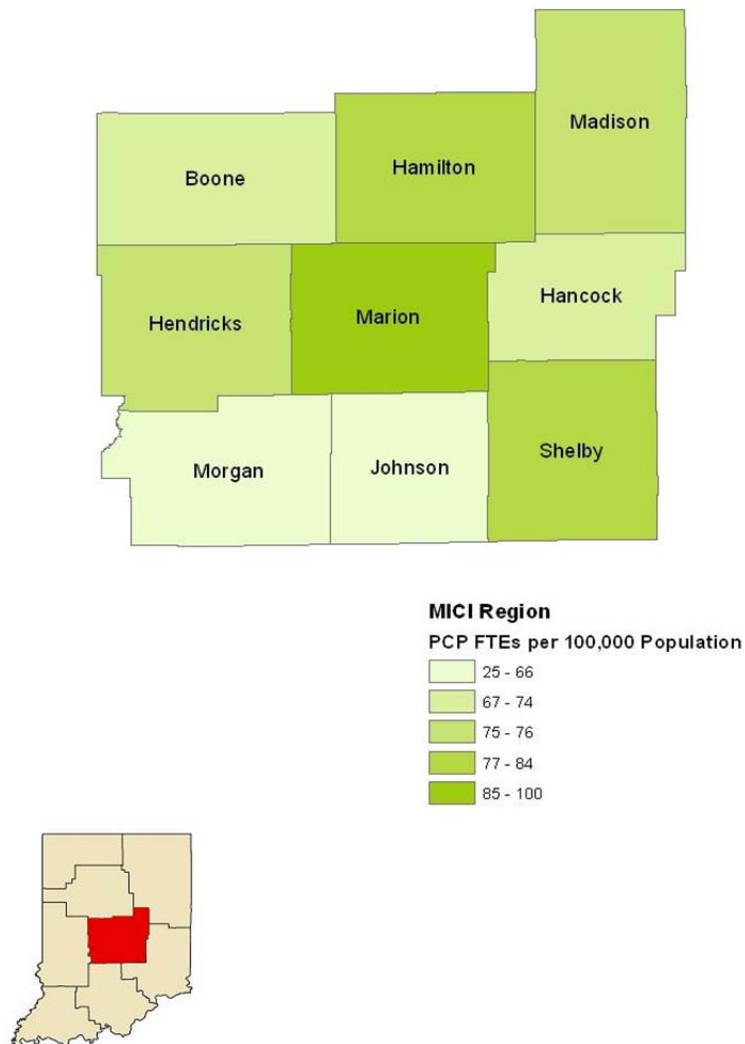 Madison
Hamilton
Boone
Hancock
Hendricks
Marion
Shelby
Morgan
Johnson
MICI Region
PCP FTEs per 100,000 Population
25 - 66
67 - 74
75 - 76
77 - 84
85 - 100